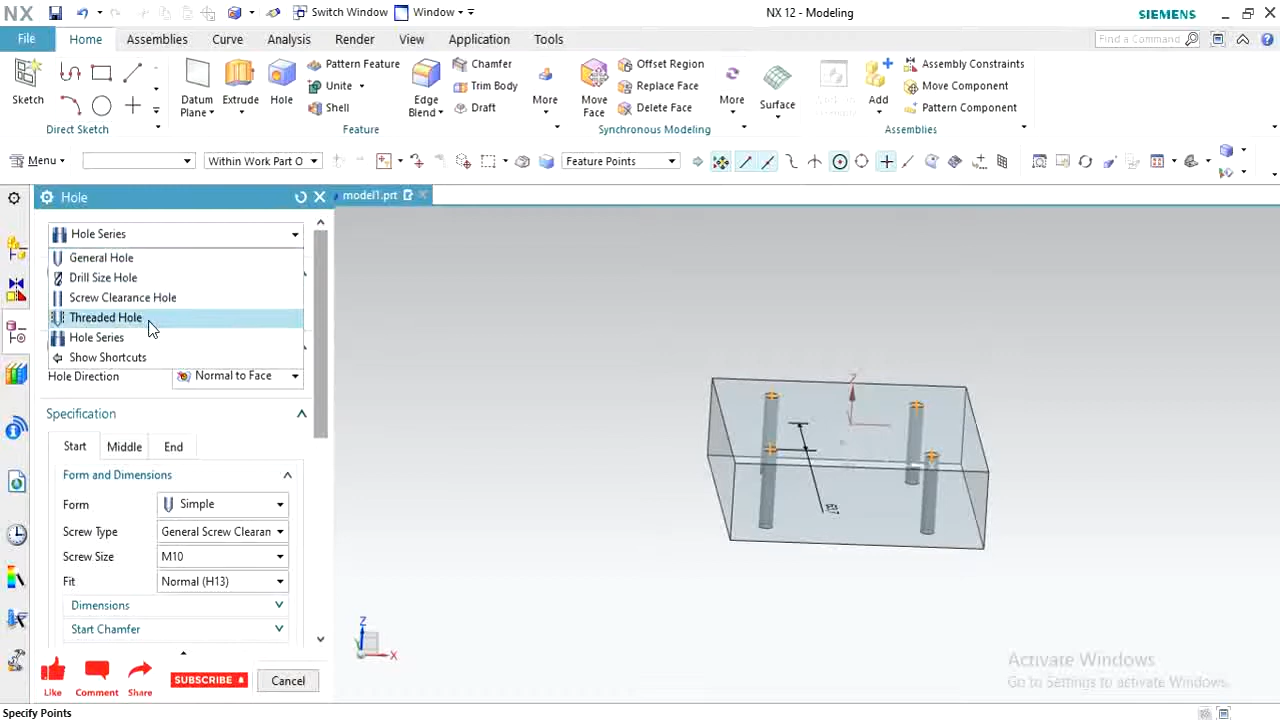 NX
Switch Window
Window
NX 12 - Modeling
SIEMENS
File
Home
Assemblies
Curve
Analysis
Render
View
Application
Tools
Find a Command
Sketch
Direct Sketch
Datum
Plane
Extrude
Hole
Pattern Feature
Unite
Shell
Edge
Blend
Chamfer
Trim Body
Draft
More
Feature
Move
Face
Offset Region
Replace Face
Delete Face
More
Synchronous Modeling
Surface
Add
Assembly Constraints
Move Component
Pattern Component
Assemblies
Menu
Within Work Part O
Feature Points
Hole
model1.prt
Hole Series
General Hole
Drill Size Hole
Screw Clearance Hole
Threaded Hole
Hole Series
Show Shortcuts
Hole Direction
Normal to Face
Specification
Start
Middle
End
Form and Dimensions
Form
Simple
Screw Type
General Screw Clearan
Screw Size
M10
Fit
Normal (H13)
Dimensions
Start Chamfer
Like
Comment
Share
SUBSCRIBE
Cancel
Z
Z
X
Activate Windows
Go to Settings to activate Windows.
Specify Points